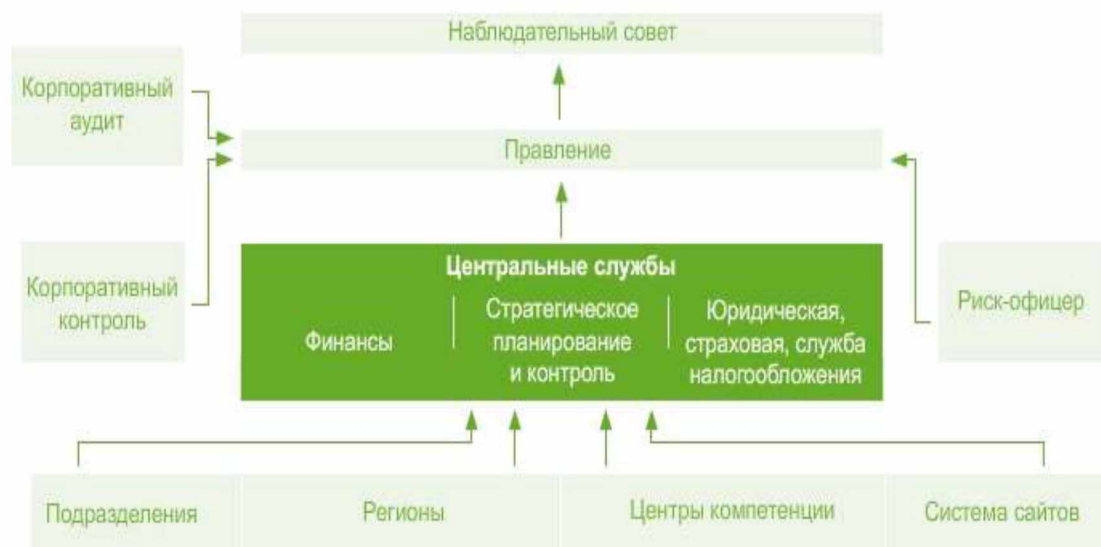 Наблюдательный совет
Корпоративный
аудит
Правление
Корпоративный
контроль
Центральные службы
Финансы
Стратегическое
планирование
и контроль
Юридическая,
страховая, служба
налогообложения
Риск-офицер
Подразделения
Регионы
Центры компетенции
Система сайтов